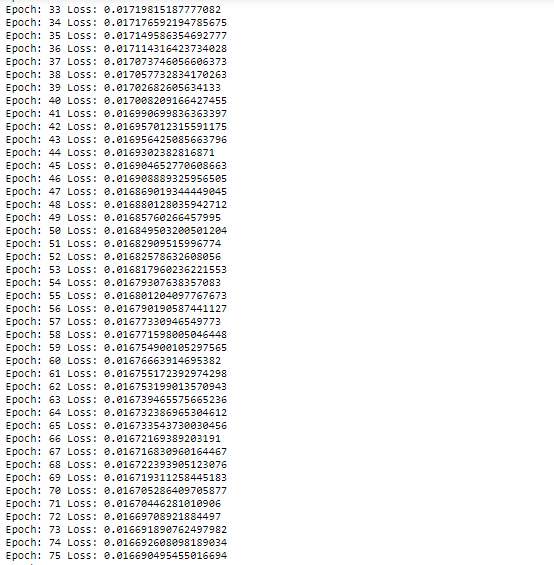 Epoch: 33 Loss: 0.01719815187777082
Epoch: 34 Loss: 0.017176592194785675
Epoch: 35 Loss: 0.017149586354692777
Epoch: 36 Loss: 0.017114316423734028
Epoch: 37 Loss: 0.017073746056606373
Epoch: 38 Loss: 0.017057732834170263
Epoch: 39 Loss: 0.01702682605634133
Epoch: 40 Loss: 0.017008209166427455
Epoch: 41 Loss: 0.016990699836363397
Epoch: 42 Loss: 0.016957012315591175
Epoch: 43 Loss: 0.016956425085663796
Epoch: 44 Loss: 0.0169302382816871
Epoch: 45 Loss: 0.016904652770608663
Epoch: 46 Loss: 0.016908889325956505
Epoch: 47 Loss: 0.016869019344449045
Epoch: 48 Loss: 0.016880128035942712
Epoch: 49 Loss: 0.01685760266457995
Epoch: 50 Loss: 0.016849503200501204
Epoch: 51 Loss: 0.01682909515996774
Epoch: 52 Loss: 0.01682578632608056
Epoch: 53 Loss: 0.016817960236221553
Epoch: 54 Loss: 0.01679307638357083
Epoch: 55 Loss: 0.016801204097767673
Epoch: 56 Loss: 0.016790190587441127
Epoch: 57 Loss: 0.01677330946549773
Epoch: 58 Loss: 0.016771598005046448
Epoch: 59 Loss: 0.016754900105297565
Epoch: 60 Loss: 0.01676663914695382
Epoch: 61 Loss: 0.016755172392974298
Epoch: 62 Loss: 0.016753199013570943
Epoch: 63 Loss: 0.016739465575665236
Epoch: 64 Loss: 0.016732386965304612
Epoch: 65 Loss: 0.016733543730030456
Epoch: 66 Loss: 0.01672169389203191
Epoch: 67 Loss: 0.016716830960164467
Epoch: 68 Loss: 0.016722393905123076
Epoch: 69 Loss: 0.016719311258445183
Epoch: 70 Loss: 0.016705286409705877
Epoch: 71 Loss: 0.01670446281010906
Epoch: 72 Loss: 0.01669708921884497
Epoch: 73 Loss: 0.016691890762497982
Epoch: 74 Loss: 0.016692608098189034
Epoch: 75 Loss: 0.016690495455016694